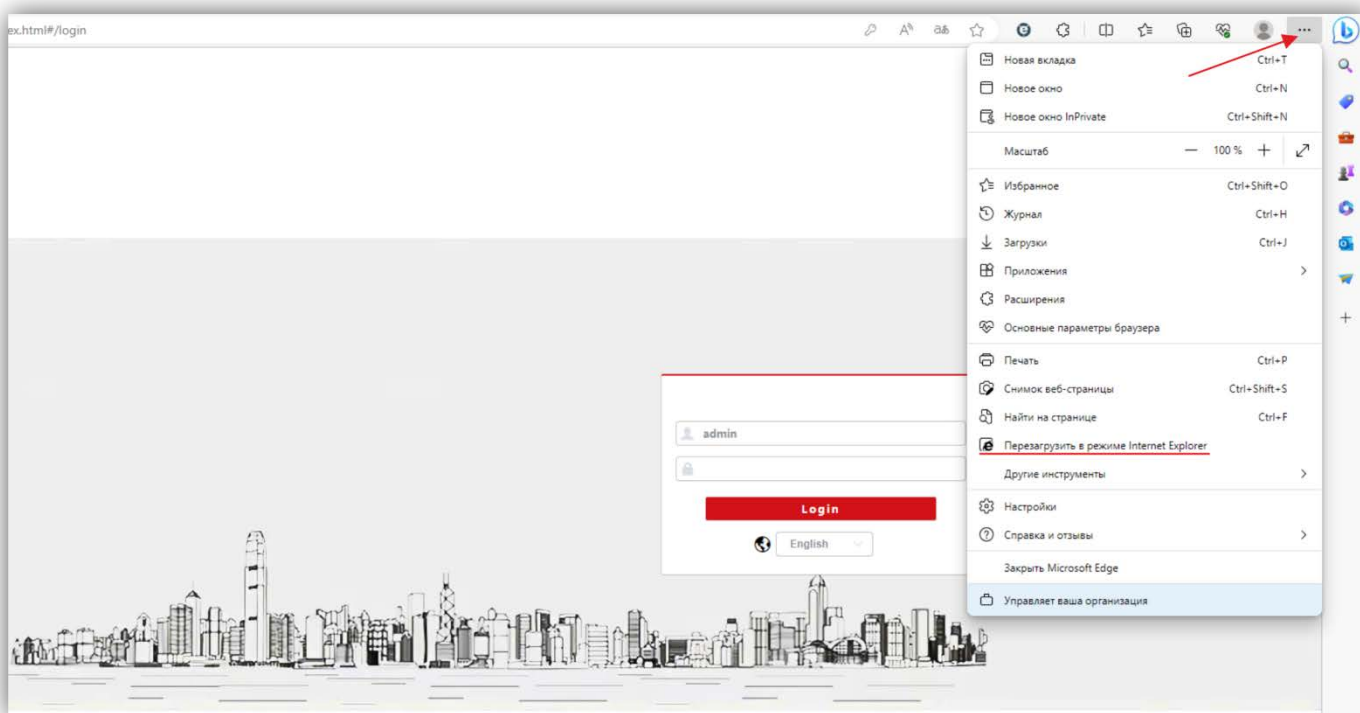 ex.html#/login
Новая вкладка Ctrl+T
Новое окно Ctrl+N
Новое окно InPrivate Ctrl+Shift+N
Масштаб — 100 % +
Избранное Ctrl+Shift+O
Журнал Ctrl+H
Загрузки Ctrl+J
Приложения
Расширения
Основные параметры браузера
Печать Ctrl+P
Снимок веб-страницы Ctrl+Shift+S
Найти на странице Ctrl+F
Перезагрузить в режиме Internet Explorer
Другие инструменты
Настройки
Справка и отзывы
Закрыть Microsoft Edge
Управляет ваша организация
admin
Login
English